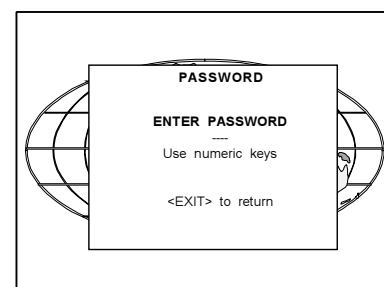 PASSWORD
ENTER PASSWORD
----
Use numeric keys
<EXIT> to return